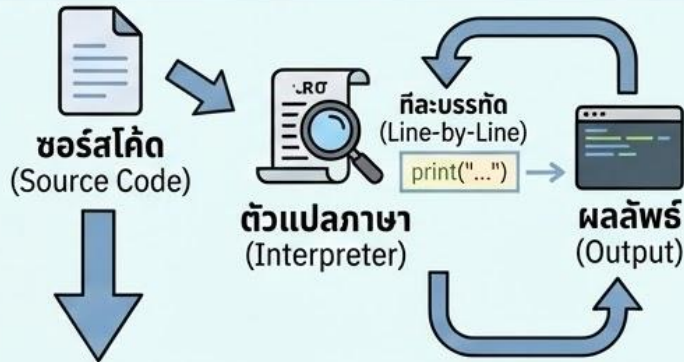 ซอร์สโค้ด
(Source Code)
ตัวแปลภาษา
(Interpreter)
ทีละบรรทัด
(Line-by-Line)
print("...")
ผลลัพธ์
(Output)